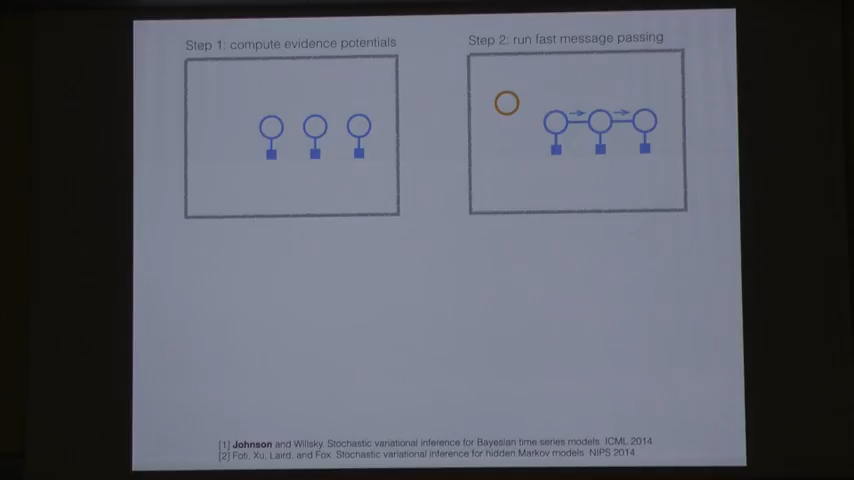 Step 1: compute evidence potentials
Step 2: run fast message passing
[1] Johnson and Willsky. Stochastic variational inference for Bayesian time series models. ICML 2014
[2] Foti, Xu, Laird, and Fox. Stochastic variational inference for hidden Markov models. NIPS 2014